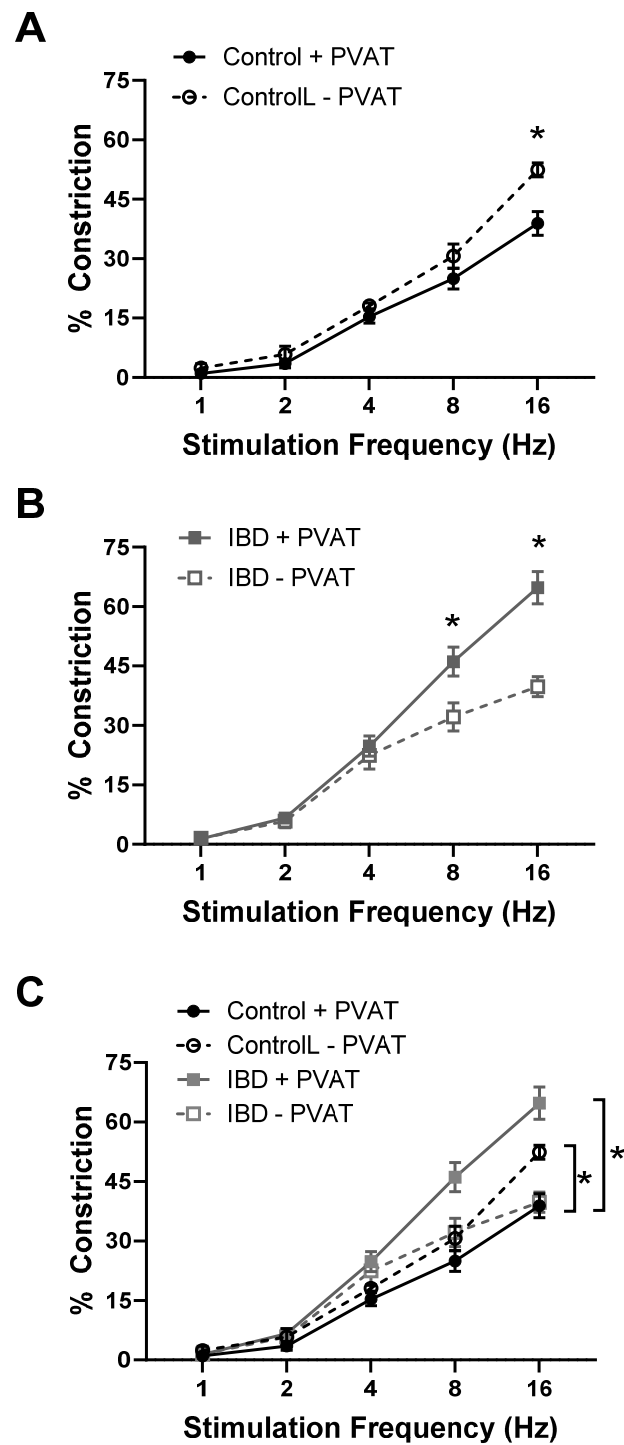 A
Control + PVAT
ControlL - PVAT
75
60
45
30
15
0
% Constriction
*
1 2 4 8 16
Stimulation Frequency (Hz)
B
IBD + PVAT
IBD - PVAT
75
60
45
30
15
0
% Constriction
*
*
1 2 4 8 16
Stimulation Frequency (Hz)
C
Control + PVAT
ControlL - PVAT
IBD + PVAT
IBD - PVAT
75
60
45
30
15
0
% Constriction
*
*
1 2 4 8 16
Stimulation Frequency (Hz)